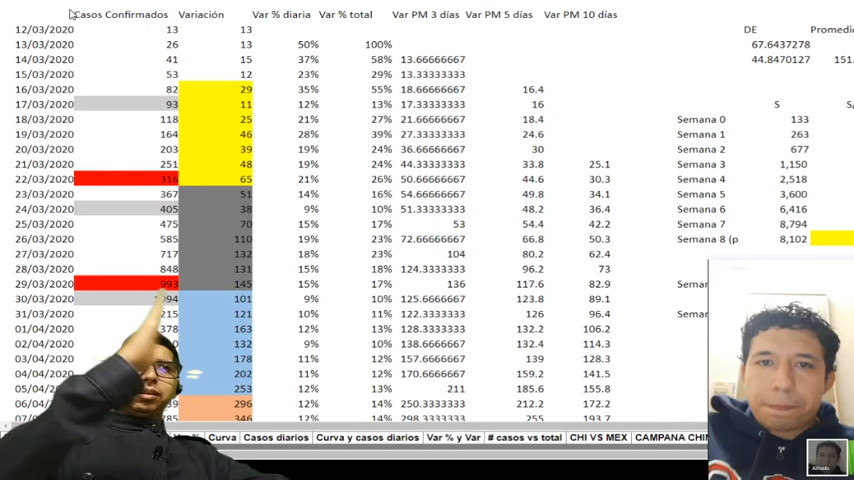 Casos Confirmados Variación Var % diaria Var % total Var PM 3 días Var PM 5 días Var PM 10 días
12/03/2020 13 13 DE Promedio
13/03/2020 26 13 50% 100% 67.6437278
14/03/2020 41 15 37% 58% 13.66666667 44.8470127 151.
15/03/2020 53 12 23% 29% 13.33333333
16/03/2020 82 29 35% 55% 18.66666667 16.4
17/03/2020 93 11 12% 13% 17.33333333 16 S S/
18/03/2020 118 25 21% 27% 21.66666667 18.4 Semana 0 133
19/03/2020 164 46 28% 39% 27.33333333 24.6 Semana 1 263
20/03/2020 203 39 19% 24% 36.66666667 30 Semana 2 677
21/03/2020 251 48 19% 24% 44.33333333 33.8 25.1 Semana 3 1,150
22/03/2020 316 65 21% 26% 50.66666667 44.6 30.3 Semana 4 2,518
23/03/2020 367 51 14% 16% 54.66666667 49.8 34.1 Semana 5 3,600
24/03/2020 405 38 9% 10% 51.33333333 48.2 36.4 Semana 6 6,416
25/03/2020 475 70 15% 17% 53 54.4 42.2 Semana 7 8,794
26/03/2020 585 110 19% 23% 72.66666667 66.8 50.3 Semana 8 (p 8,102
27/03/2020 717 132 18% 23% 104 80.2 62.4
28/03/2020 848 131 15% 18% 124.3333333 96.2 73
29/03/2020 993 145 15% 17% 136 117.6 82.9 Sema
30/03/2020 1094 101 9% 10% 125.6666667 123.8 89.1
31/03/2020 215 121 10% 11% 122.3333333 126 96.4 Sema
01/04/2020 378 163 12% 13% 128.3333333 132.2 106.2
02/04/2020 132 9% 10% 138.6666667 132.4 114.3
03/04/2020 178 11% 12% 157.6666667 139 128.3
04/04/2020 202 11% 12% 170.6666667 159.2 141.5
05/04/2020 253 12% 13% 211 185.6 155.8
06/04/2020 39 296 12% 14% 250.3333333 212.2 172.2
07/ 785 346 12% 14% 298.3333333 255 193.7
Curva Casos diarios Curva y casos diarios Var % y Var # casos vs total CHI VS MEX CAMPANA CHI
Alfredo